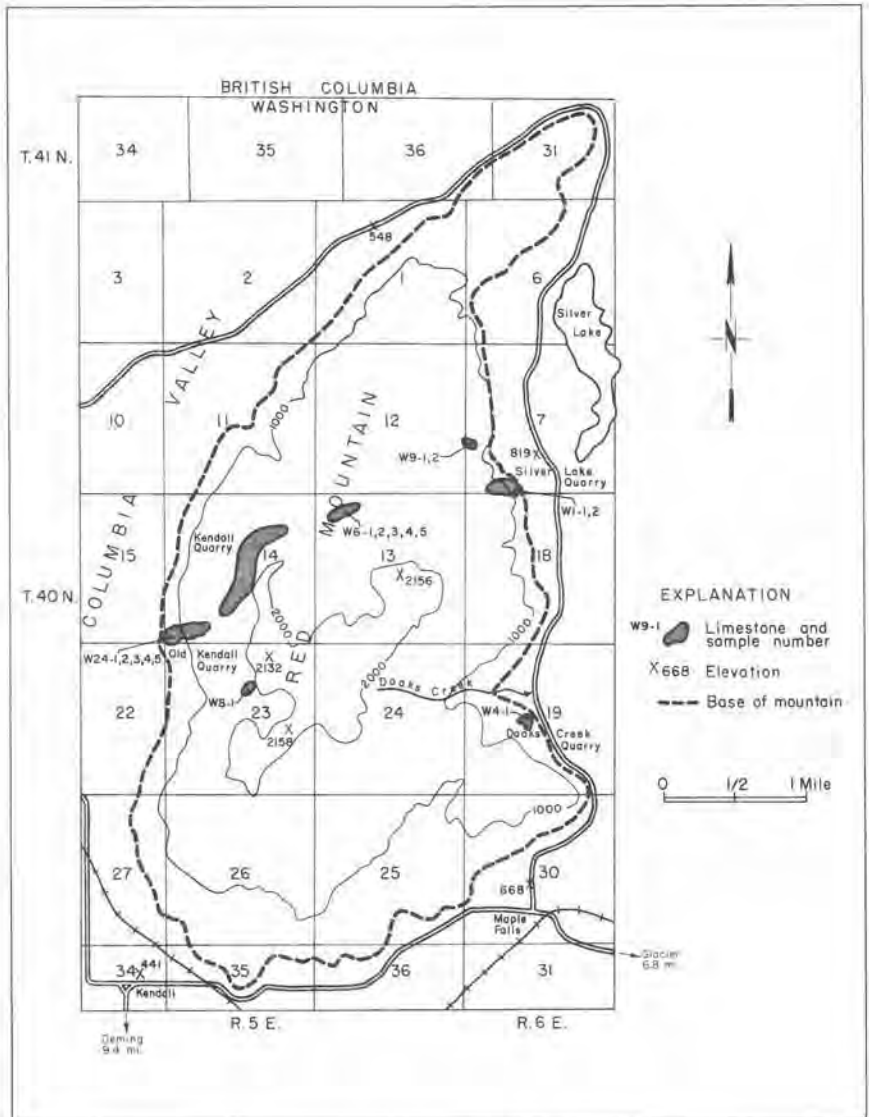 BRITISH COLUMBIA
WASHINGTON
T. 41 N.
34
35
36
31
548
3
2
1
6
Silver
Lake
COLUMBIA VALLEY
RED MOUNTAIN
1000
10
11
12
7
W9-1,2
819 X
Silver Lake
Quarry
W1-1,2
Kendall
Quarry
W6-1,2,3,4,5
15
14
13
18
X 2156
T. 40 N.
2000
1000
W24-1,2,3,4,5
Old Kendall
Quarry
X
2132
2000
Doaks Creek
W8-1
22
23
24
19
W4-1
Doaks Creek
Quarry
X
2158
1000
27
26
25
30
668 X
Maple
Falls
34
X 441
35
36
31
Kendall
Glacier
6.8 mi.
R. 5 E.
R. 6 E.
Deming
9.4 mi.
N
EXPLANATION
W9-1
Limestone and
sample number
X 668 Elevation
Base of mountain
0 1/2 1 Mile